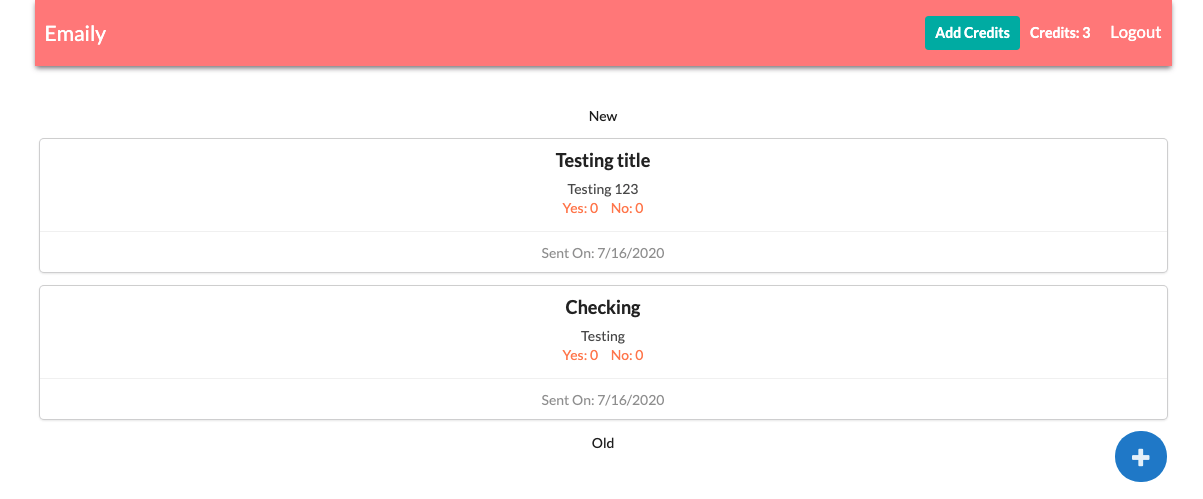 Emaily Add Credits Credits: 3 Logout
New
Testing title
Testing 123
Yes: 0 No: 0
Sent On: 7/16/2020
Checking
Testing
Yes: 0 No: 0
Sent On: 7/16/2020
Old